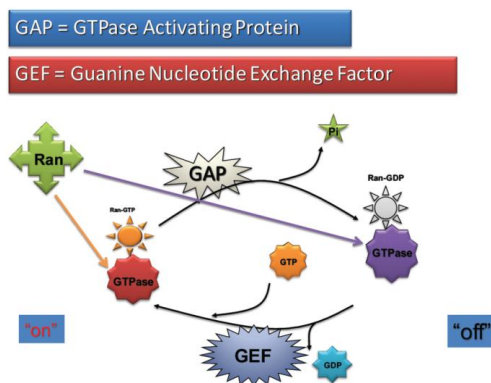 GAP = GTPase Activating Protein
GEF = Guanine Nucleotide Exchange Factor
Pi
Ran
GAP
Ran-GDP
Ran-GTP
GTPase
GTP
GTPase
"on"
"off"
GEF
GDP